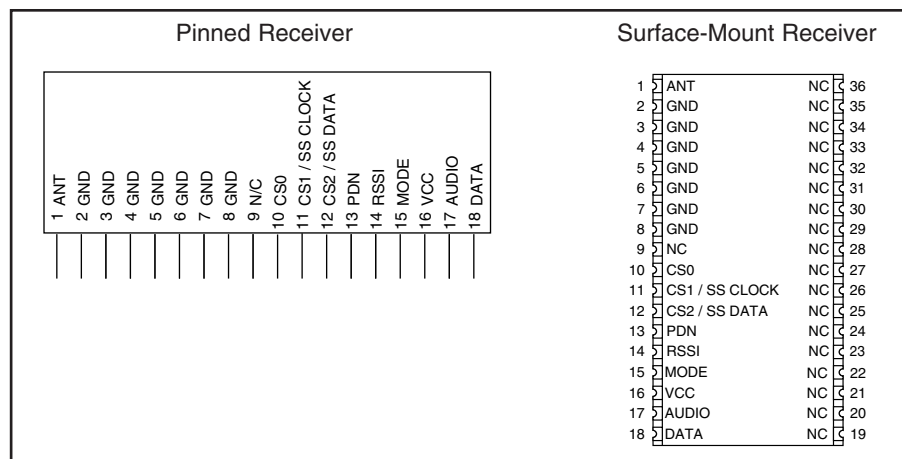 Pinned Receiver
1 ANT
2 GND
3 GND
4 GND
5 GND
6 GND
7 GND
8 GND
9 N/C
10 CS0
11 CS1 / SS CLOCK
12 CS2 / SS DATA
13 PDN
14 RSSI
15 MODE
16 VCC
17 AUDIO
18 DATA
Surface-Mount Receiver
1 ANT NC 36
2 GND NC 35
3 GND NC 34
4 GND NC 33
5 GND NC 32
6 GND NC 31
7 GND NC 30
8 GND NC 29
9 NC NC 28
10 CS0 NC 27
11 CS1 / SS CLOCK NC 26
12 CS2 / SS DATA NC 25
13 PDN NC 24
14 RSSI NC 23
15 MODE NC 22
16 VCC NC 21
17 AUDIO NC 20
18 DATA NC 19